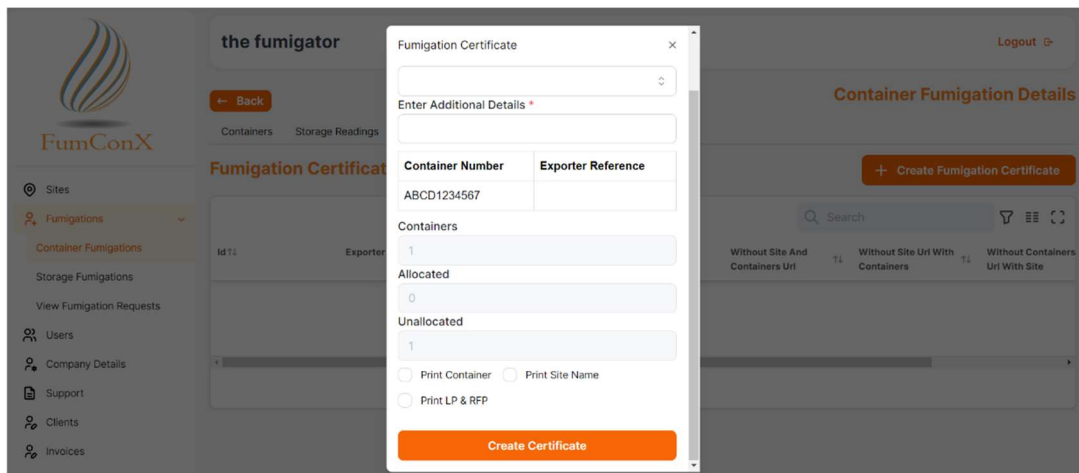 the fumigator
Logout
← Back
Container Fumigation Details
Containers Storage Readings
FumConX
Fumigation Certificat
+ Create Fumigation Certificate
Sites
Fumigations
Container Fumigations
Storage Fumigations
View Fumigation Requests
Users
Company Details
Support
Clients
Invoices
Search
Id
Exporter
Without Site And
Containers Url
Without Site Url With
Containers
Without Containers
Url With Site
Fumigation Certificate ×
Enter Additional Details *
Container Number Exporter Reference
ABCD1234567
Containers
1
Allocated
0
Unallocated
1
Print Container Print Site Name
Print LP & RFP
Create Certificate